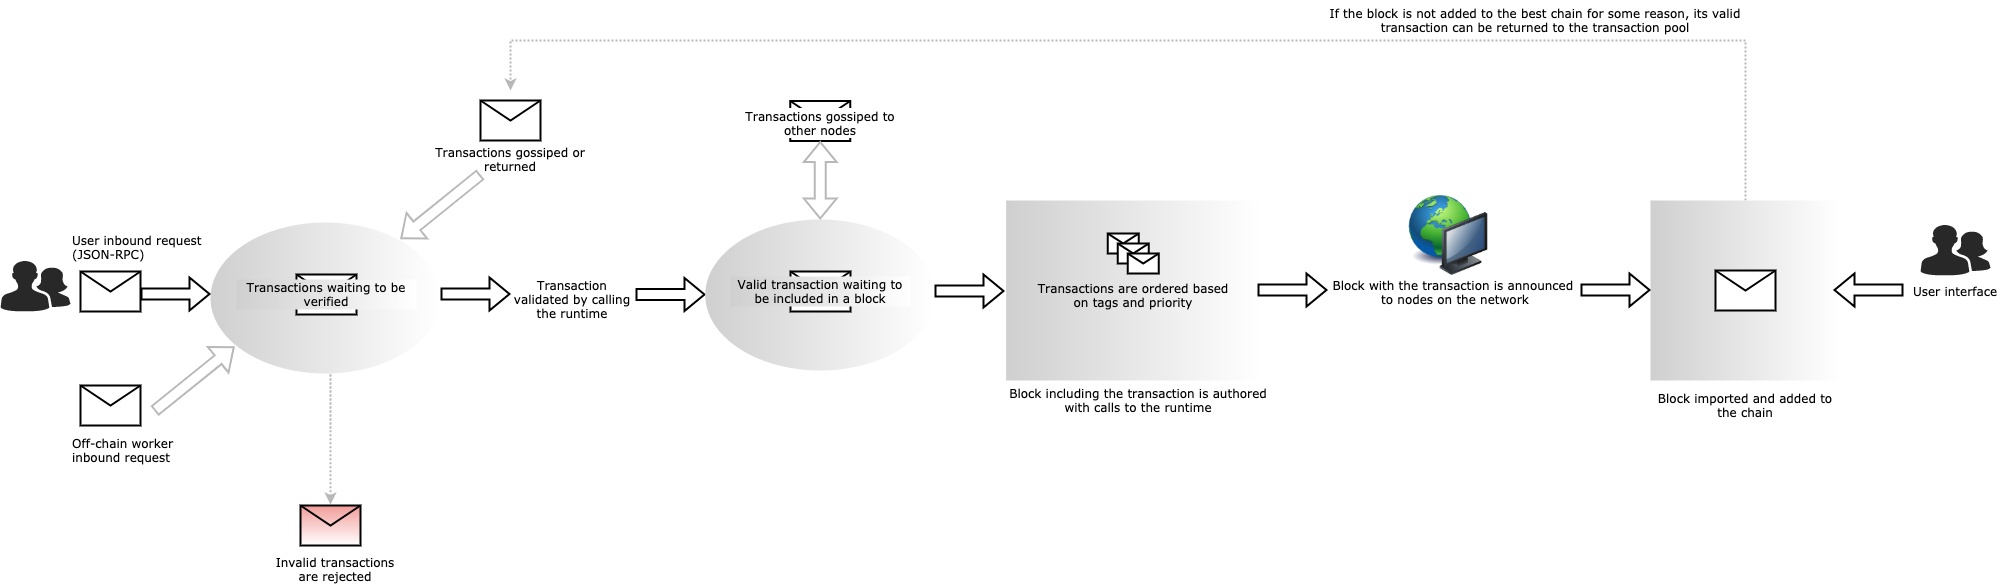 If the block is not added to the best chain for some reason, its valid
transaction can be returned to the transaction pool
Transactions gossiped or
returned
Transactions gossiped to
other nodes
User inbound request
(JSON-RPC)
Transactions waiting to be
verified
Transaction
validated by calling
the runtime
Valid transaction waiting to
be included in a block
Transactions are ordered based
on tags and priority
Block including the transaction is authored
with calls to the runtime
Block with the transaction is announced
to nodes on the network
Block imported and added to
the chain
User interface
Off-chain worker
inbound request
Invalid transactions
are rejected